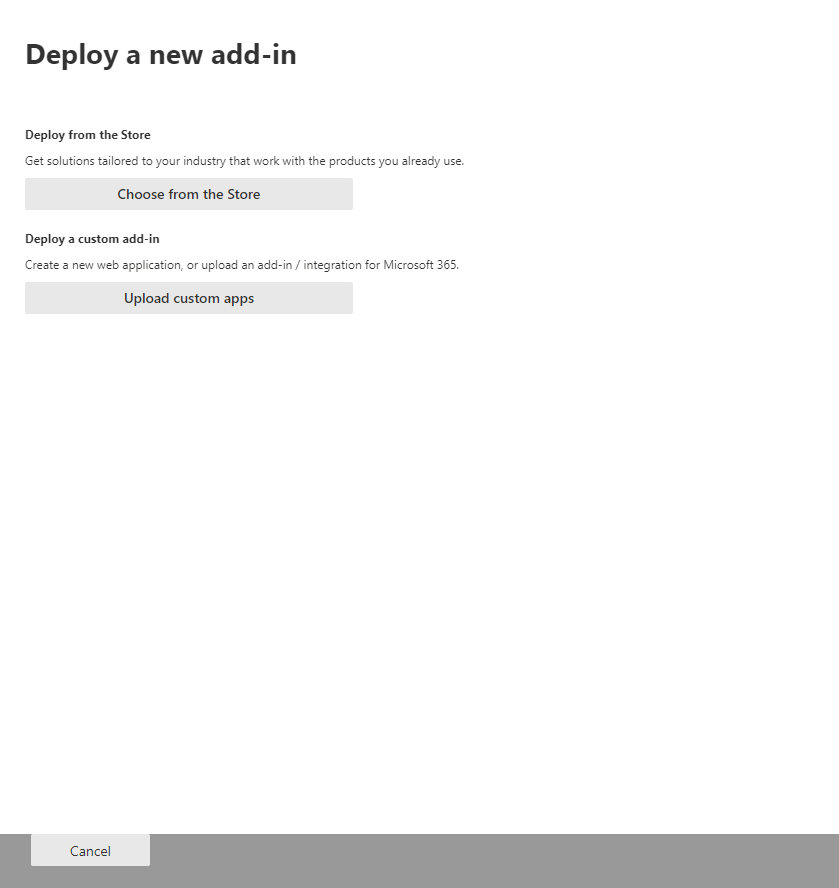 Deploy a new add-in
Deploy from the Store
Get solutions tailored to your industry that work with the products you already use.
Choose from the Store
Deploy a custom add-in
Create a new web application, or upload an add-in / integration for Microsoft 365.
Upload custom apps
Cancel